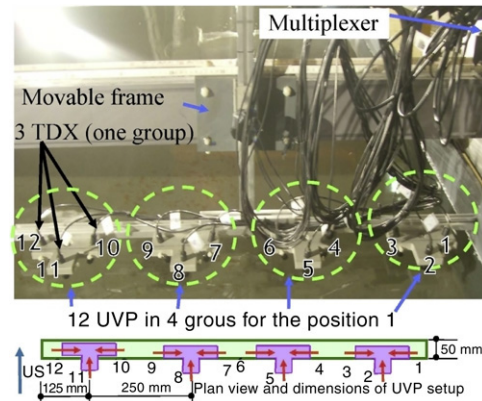 Multiplexer
Movable frame
3 TDX (one group)
12 11 10 9 8 7 6 5 4 3 2 1
12 UVP in 4 grous for the position 1
US 12 11 10 9 8 7 6 5 4 3 2 1
50 mm
125 mm 250 mm Plan view and dimensions of UVP setup